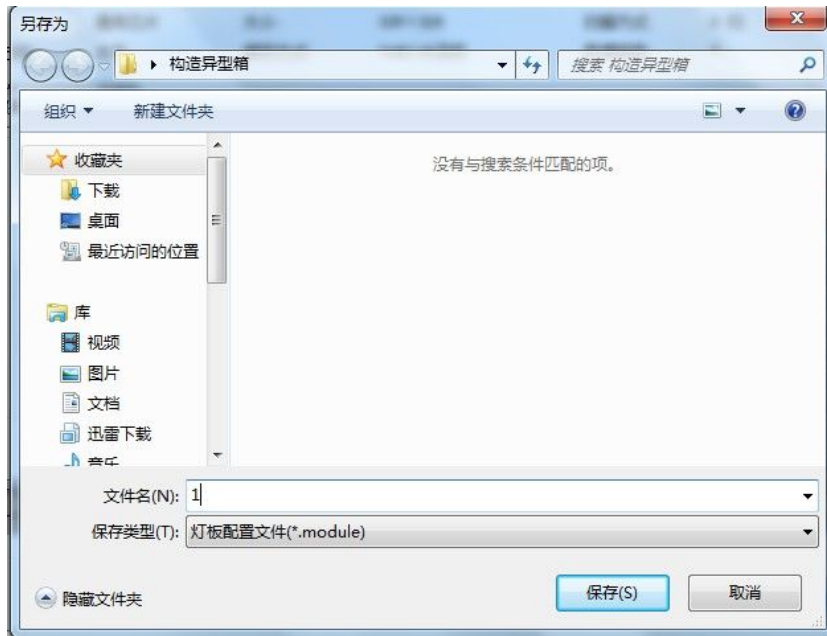 另存为
构造异型箱
搜索 构造异型箱
组织 新建文件夹
收藏夹
没有与搜索条件匹配的项。
下载
桌面
最近访问的位置
库
视频
图片
文档
迅雷下载
音乐
文件名(N): 1
保存类型(T): 灯板配置文件(*.module)
隐藏文件夹 保存(S) 取消